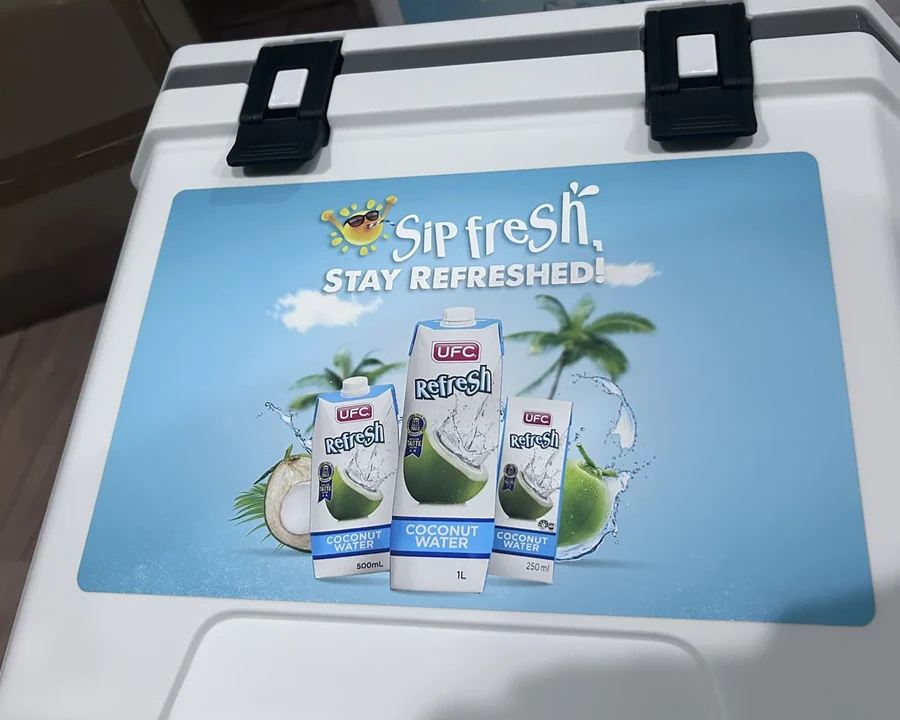 Sip fresh,
STAY REFRESHED!
UFC
Refresh
COCONUT
WATER
500mL
UFC
Refresh
TASTE
COCONUT
WATER
1L
UFC
Refresh
COCONUT
WATER
250 ml